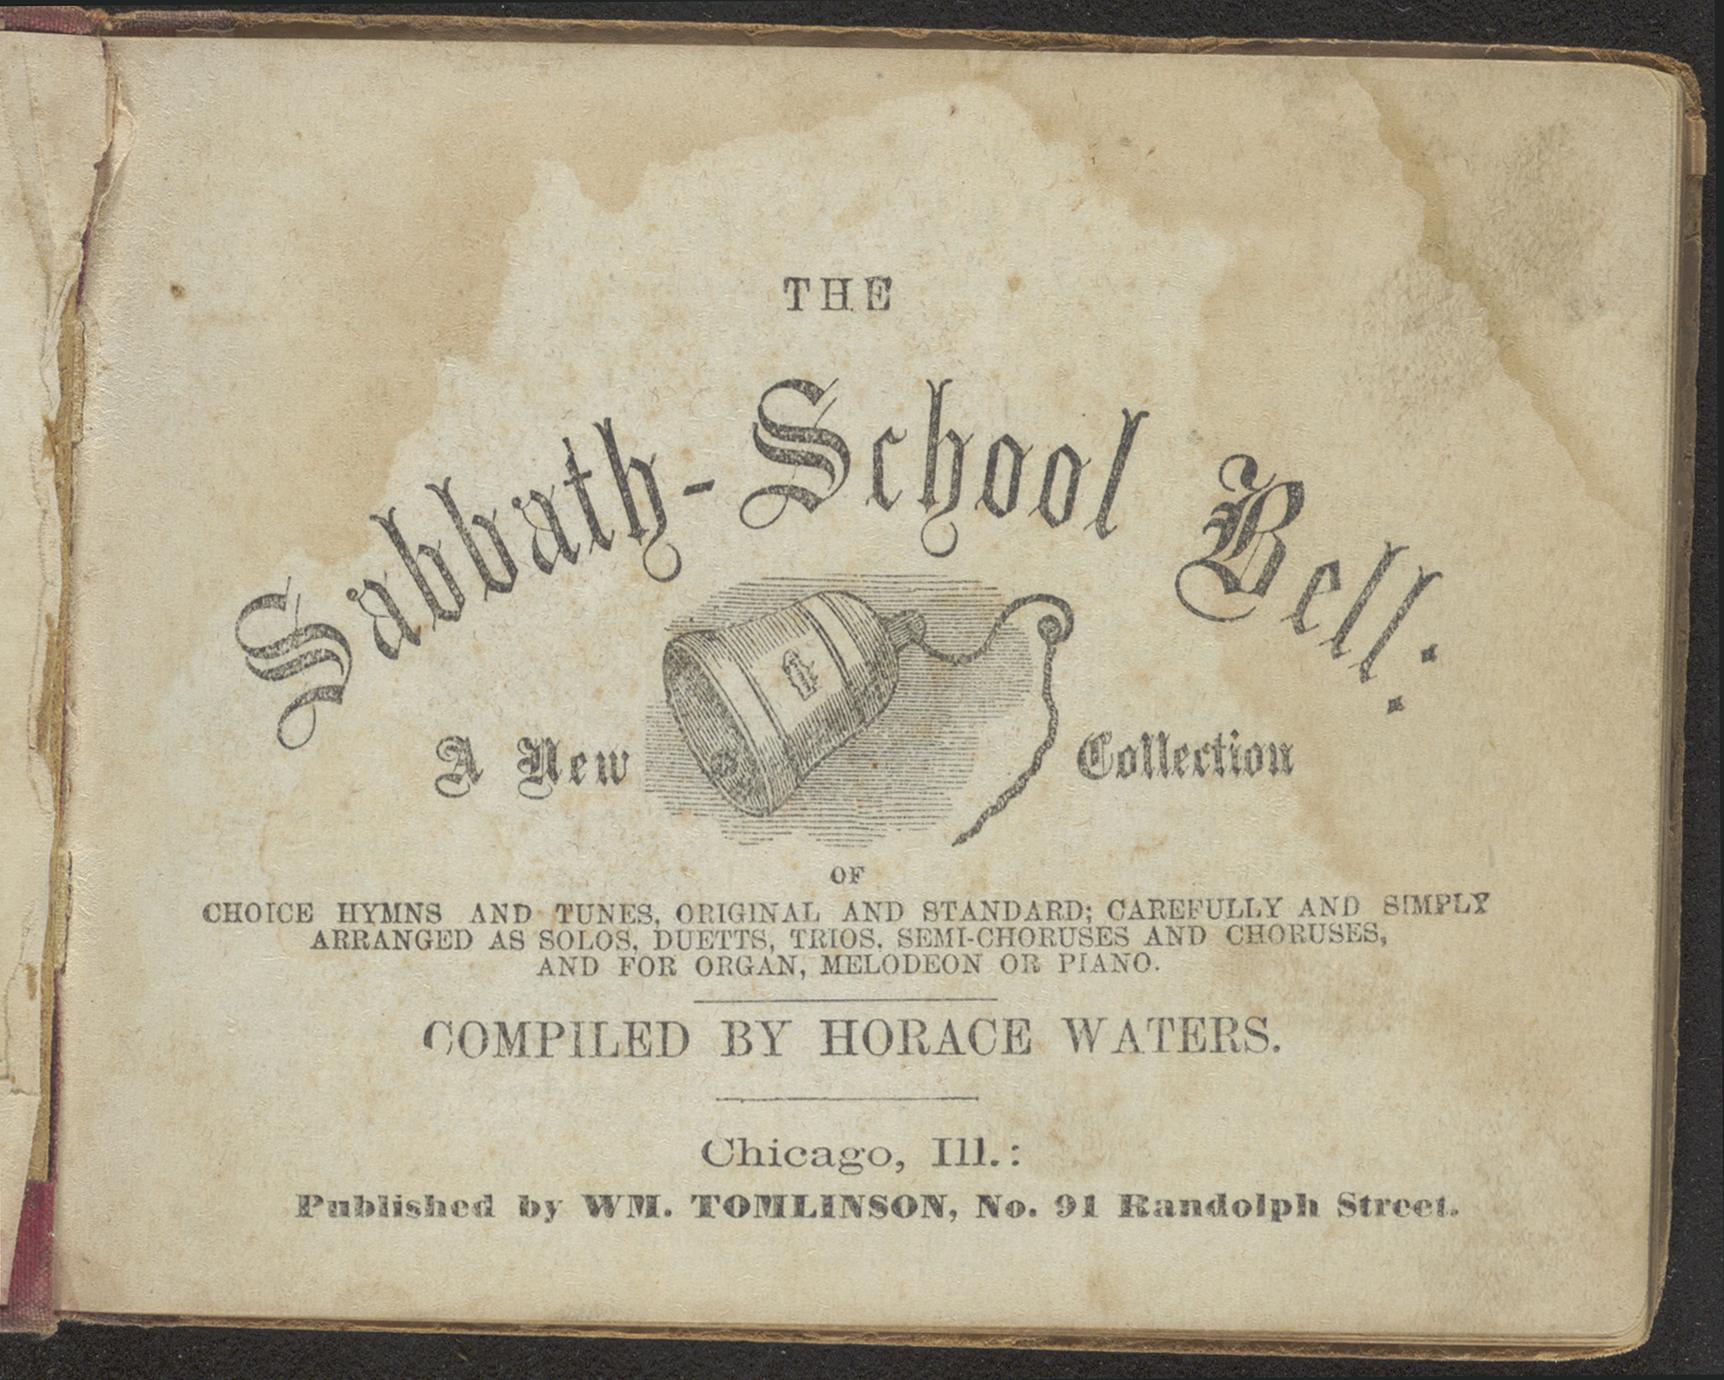 THE
Sabbath-School Bell:
A New Collection
OF
CHOICE HYMNS AND TUNES, ORIGINAL AND STANDARD; CAREFULLY AND SIMPLY
ARRANGED AS SOLOS, DUETTS, TRIOS, SEMI-CHORUSES AND CHORUSES,
AND FOR ORGAN, MELODEON OR PIANO.
COMPILED BY HORACE WATERS.
Chicago, Ill.:
Published by WM. TOMLINSON, No. 91 Randolph Street.